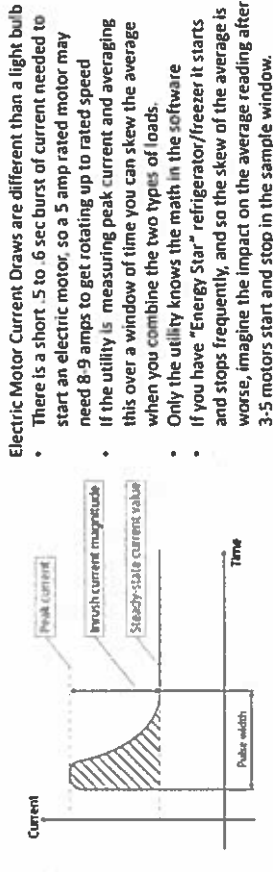 Electric Motor Current Draws are different than a light bulb
• There is a short .5 to .6 sec burst of current needed to
start an electric motor, so a 5 amp rated motor may
need 8-9 amps to get rotating up to rated speed
• If the utility is measuring peak current and averaging
this over a window of time you can skew the average
when you combine the two types of loads.
• Only the utility knows the math in the software
• If you have "Energy Star" refrigerator/freezer it starts
and stops frequently, and so the skew of the average is
worse, imagine the impact on the average reading after
3-5 motors start and stop in the sample window.
Current
Peak current
Inrush current magnitude
Steady-state current value
Time
Pulse width